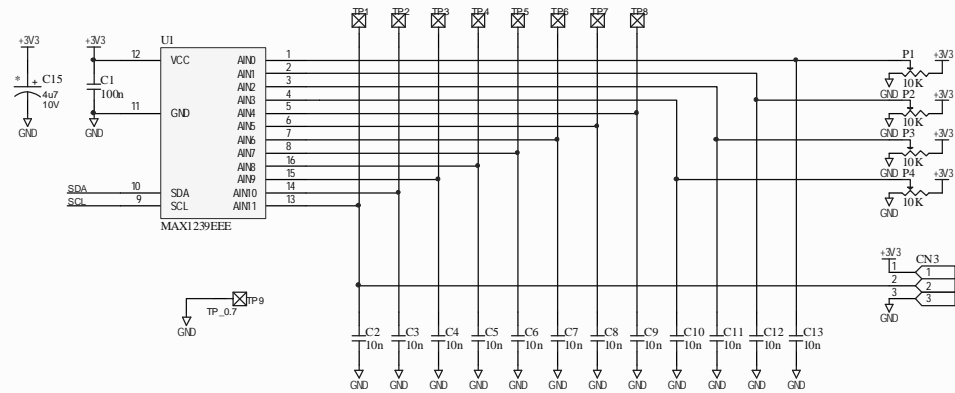 TP1 TP2 TP3 TP4 TP5 TP6 TP7 TP8
+3V3 +3V3 U1
12 VCC AIN0 1
AIN1 2
AIN2 3
AIN3 4
11 GND AIN4 5
AIN5 6
AIN6 7
AIN7 8
AIN8 16
AIN9 15
SDA 10 SDA AIN10 14
SCL 9 SCL AIN11 13
MAX1239EEE
* + C15
4u7
10V
GND
C1
100n
GND
P1 +3V3
GND 10K
P2 +3V3
GND 10K
P3 +3V3
GND 10K
P4 +3V3
GND 10K
+3V3 CN3
1 1
2 2
3 3
GND
TP9
TP_0.7
GND
C2 C3 C4 C5 C6 C7 C8 C9 C10 C11 C12 C13
10n 10n 10n 10n 10n 10n 10n 10n 10n 10n 10n 10n
GND GND GND GND GND GND GND GND GND GND GND GND